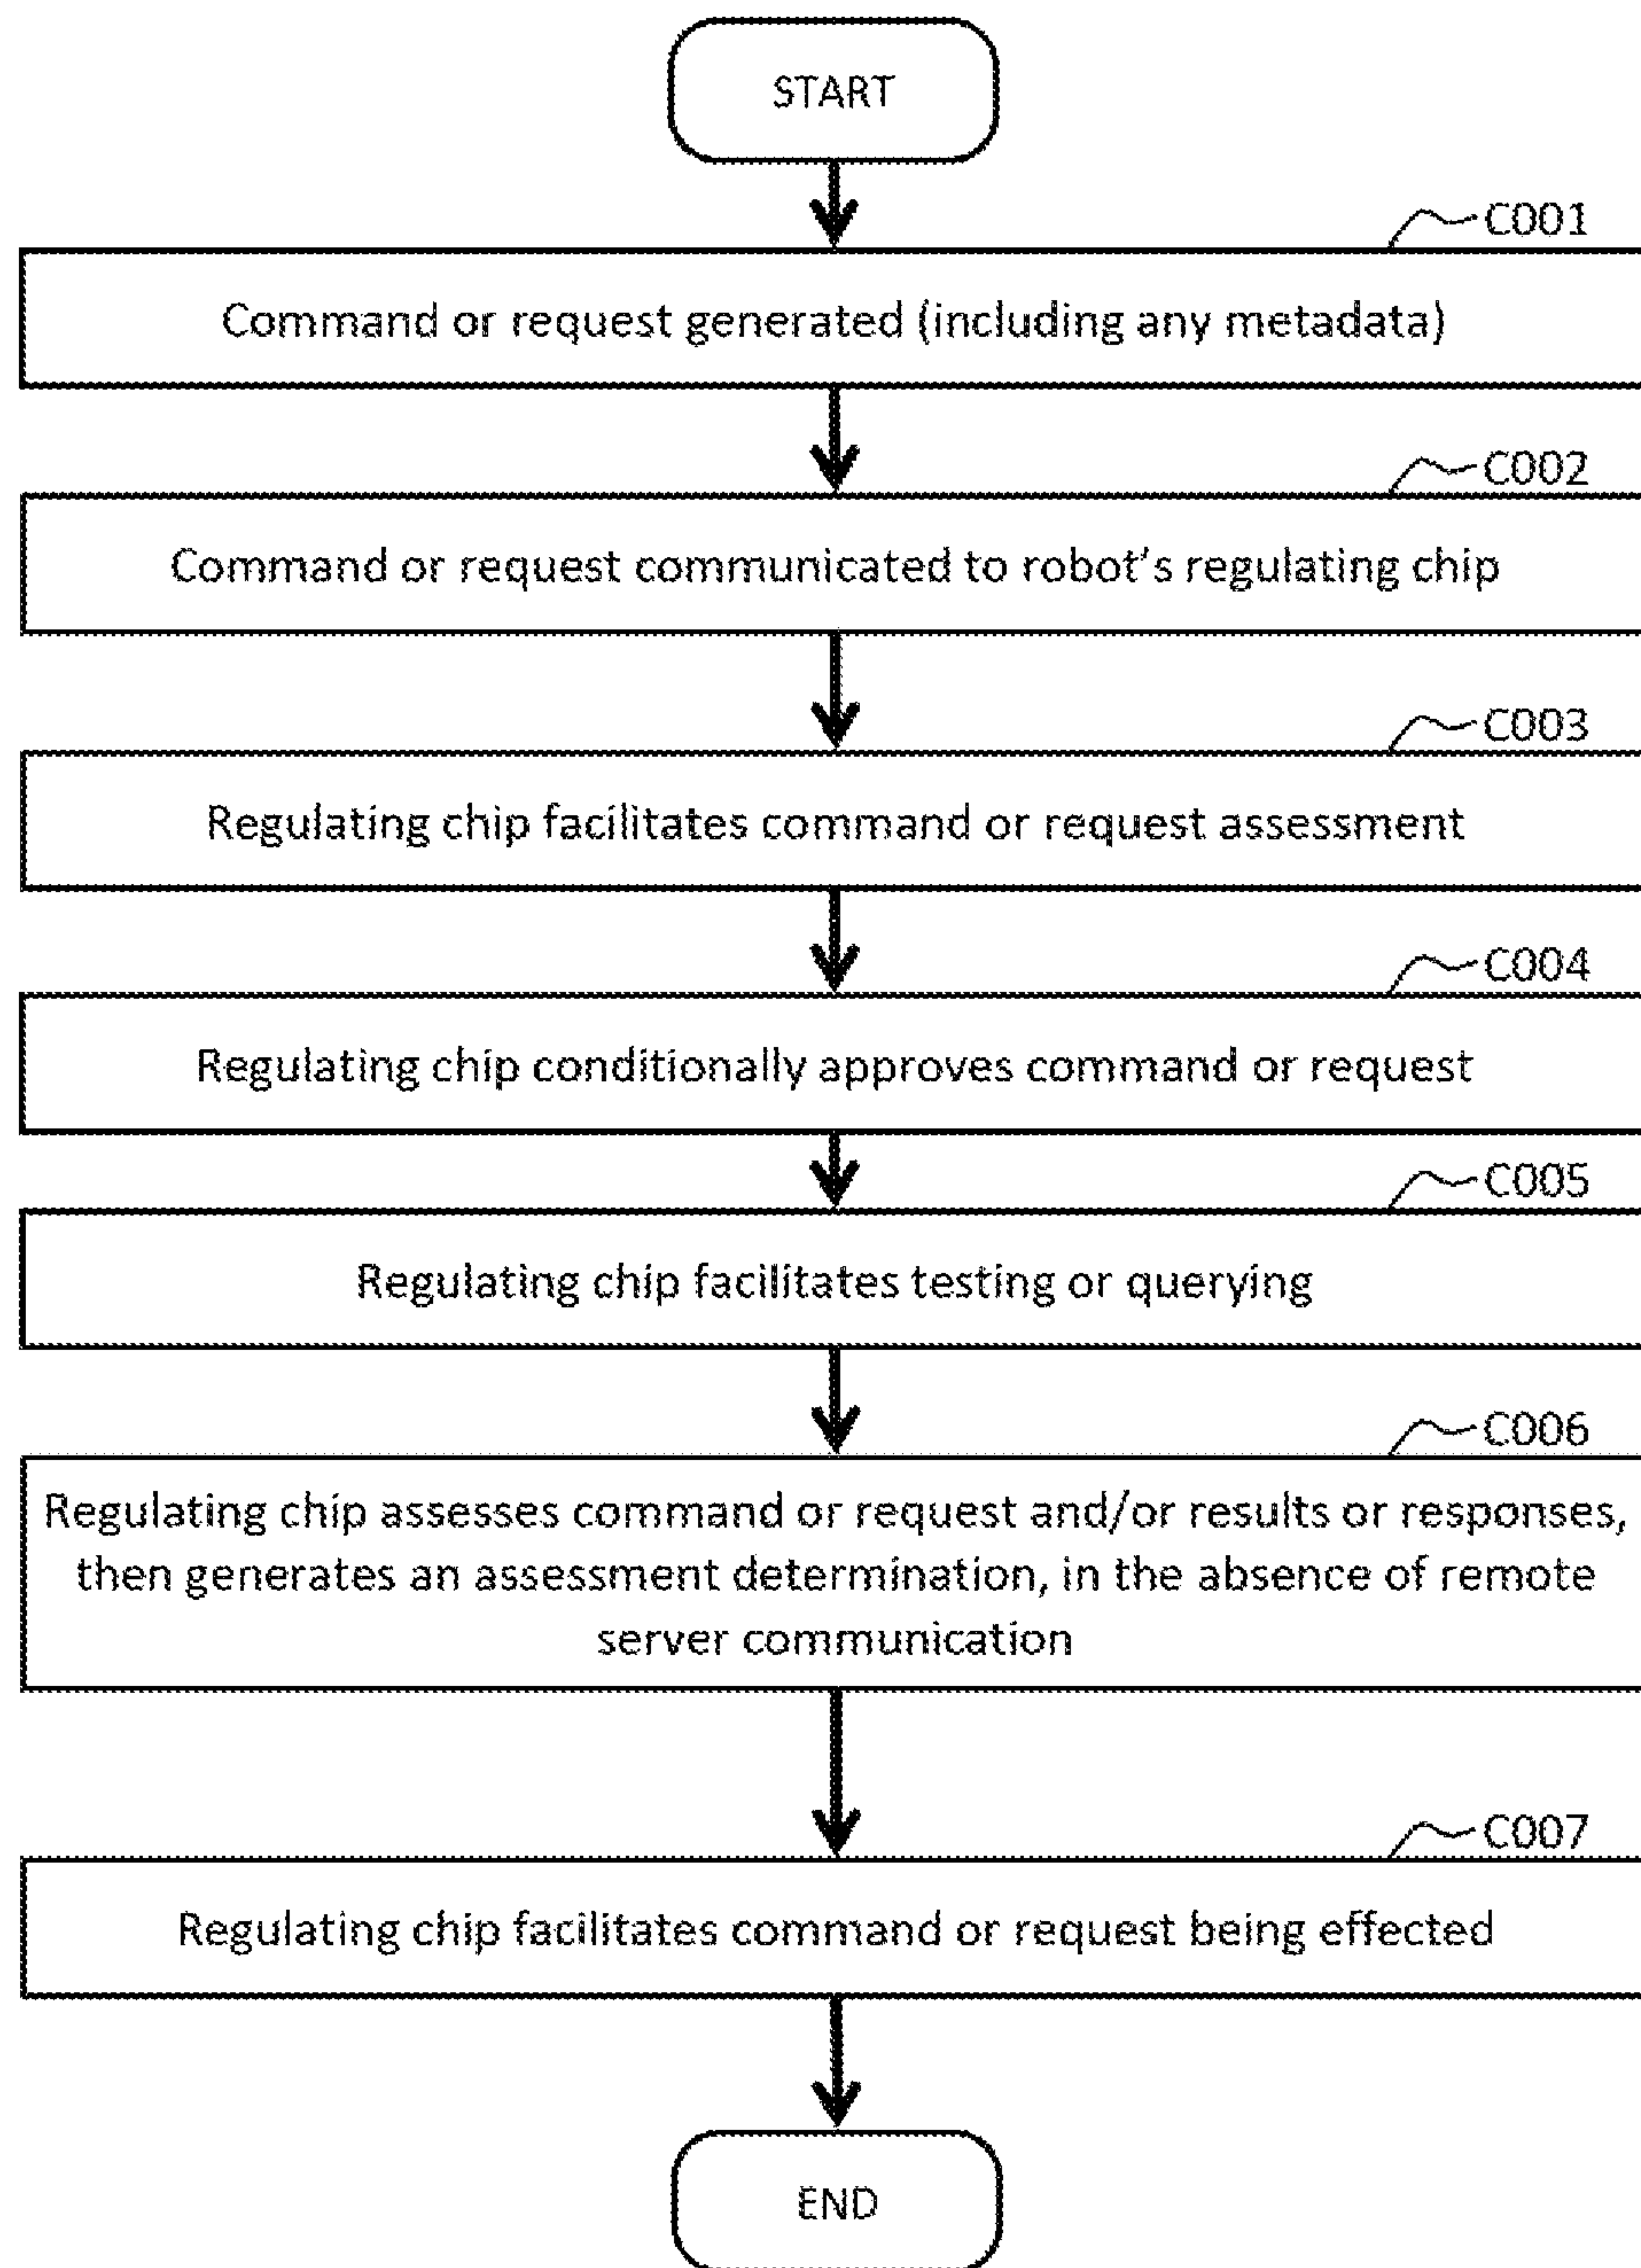 START
C001
Command or request generated (including any metadata)
C002
Command or request communicated to robot's regulating chip
C003
Regulating chip facilitates command or request assessment
C004
Regulating chip conditionally approves command or request
C005
Regulating chip facilitates testing or querying
C006
Regulating chip assesses command or request and/or results or responses,
then generates an assessment determination, in the absence of remote
server communication
C007
Regulating chip facilitates command or request being effected
END